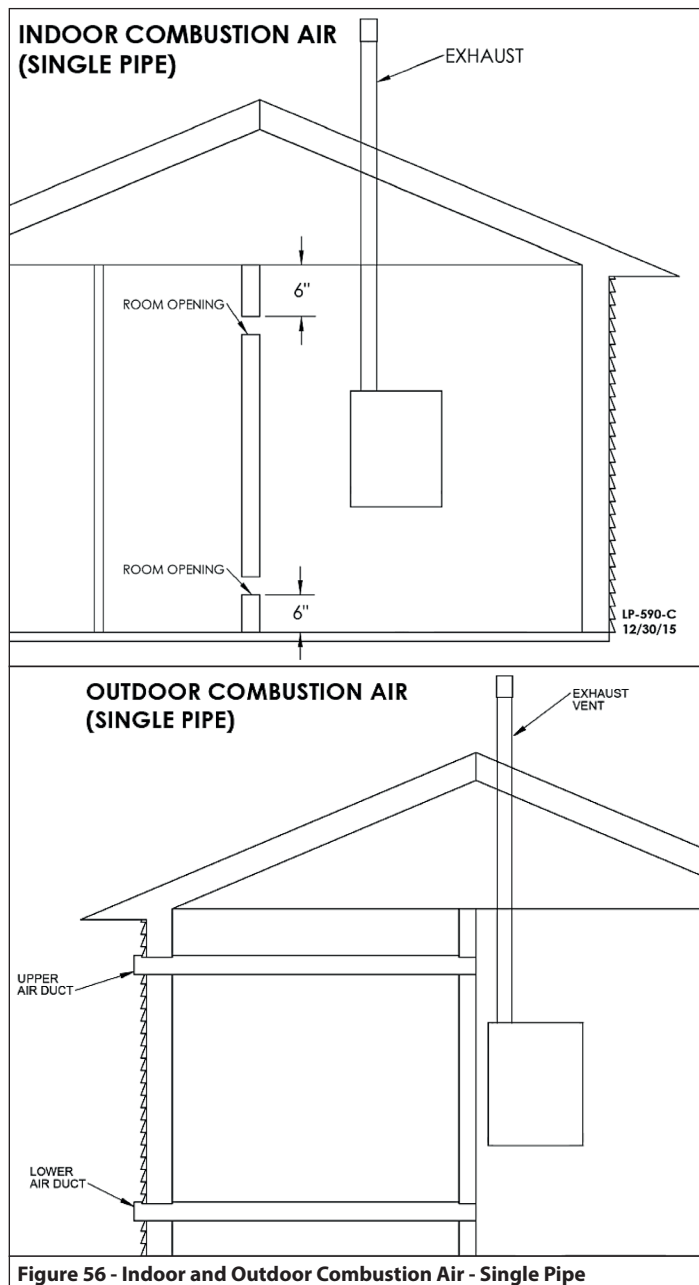 INDOOR COMBUSTION AIR
(SINGLE PIPE)
EXHAUST
6"
ROOM OPENING
ROOM OPENING
6"
LP-590-C
12/30/15
OUTDOOR COMBUSTION AIR
(SINGLE PIPE)
EXHAUST
VENT
UPPER
AIR DUCT
LOWER
AIR DUCT
Figure 56 - Indoor and Outdoor Combustion Air - Single Pipe